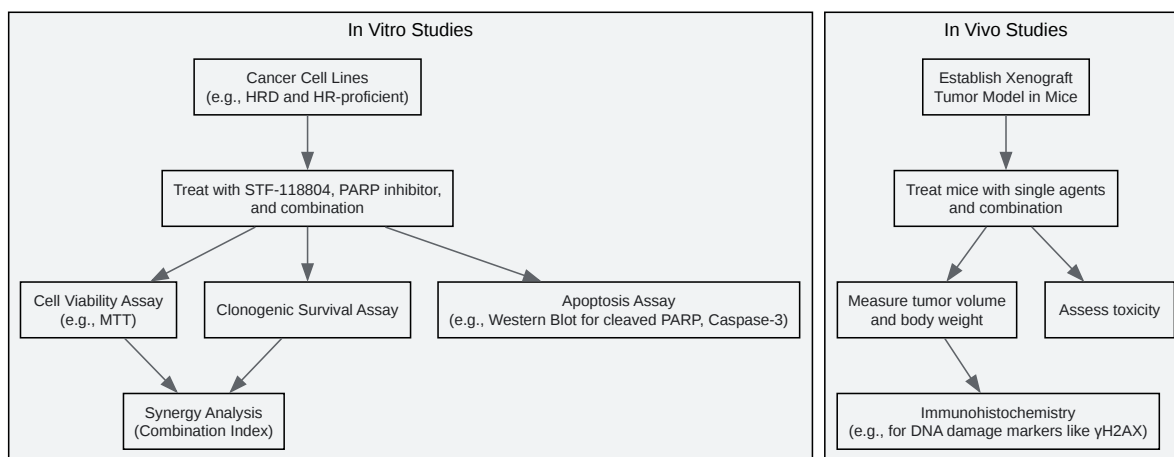 In Vitro Studies
Cancer Cell Lines
(e.g., HRD and HR-proficient)
Treat with STF-118804, PARP inhibitor,
and combination
Cell Viability Assay
(e.g., MTT)
Clonogenic Survival Assay
Apoptosis Assay
(e.g., Western Blot for cleaved PARP, Caspase-3)
Synergy Analysis
(Combination Index)
In Vivo Studies
Establish Xenograft
Tumor Model in Mice
Treat mice with single agents
and combination
Measure tumor volume
and body weight
Assess toxicity
Immunohistochemistry
(e.g., for DNA damage markers like γH2AX)